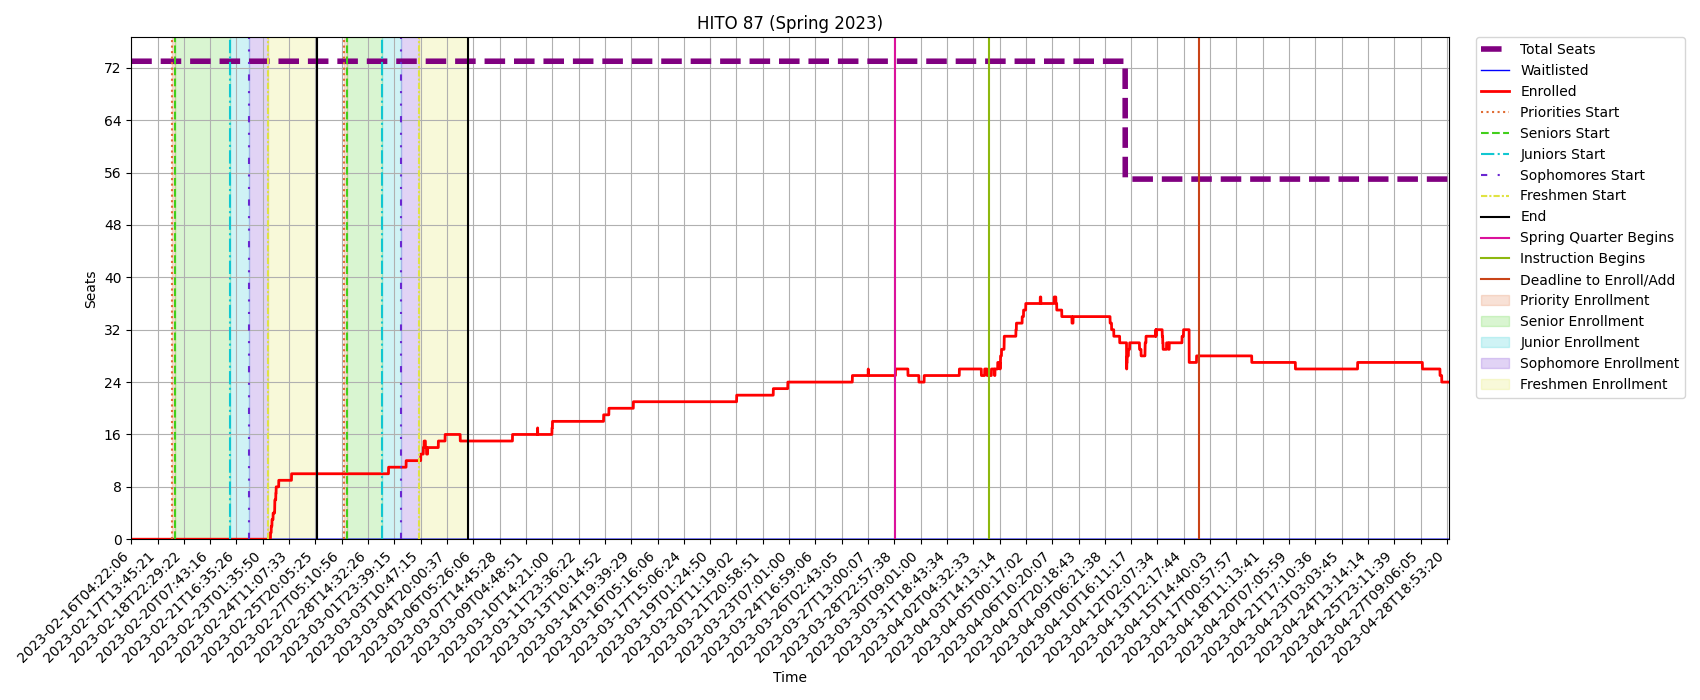 HITO 87 (Spring 2023)
Seats
72
64
56
48
40
32
24
16
8
0
2023-02-16T04:22:06
2023-02-17T13:45:21
2023-02-18T22:29:22
2023-02-20T07:43:16
2023-02-21T16:35:26
2023-02-23T01:35:50
2023-02-24T11:07:33
2023-02-25T20:05:25
2023-02-27T05:10:56
2023-02-28T14:32:26
2023-03-01T23:39:15
2023-03-03T10:47:15
2023-03-04T20:00:37
2023-03-06T05:26:06
2023-03-07T14:45:28
2023-03-09T04:48:51
2023-03-10T14:21:00
2023-03-11T23:36:22
2023-03-13T10:14:52
2023-03-14T19:39:29
2023-03-16T05:16:06
2023-03-17T15:06:24
2023-03-19T01:24:50
2023-03-20T11:19:02
2023-03-21T20:58:51
2023-03-23T07:01:00
2023-03-24T16:59:06
2023-03-26T02:43:05
2023-03-27T13:00:07
2023-03-28T22:57:38
2023-03-30T09:01:00
2023-03-31T18:43:34
2023-04-02T04:32:33
2023-04-03T14:13:14
2023-04-05T00:17:02
2023-04-06T10:20:07
2023-04-07T20:18:43
2023-04-09T06:21:38
2023-04-10T16:11:17
2023-04-12T02:07:34
2023-04-13T12:17:44
2023-04-15T14:40:03
2023-04-17T00:57:57
2023-04-18T11:13:41
2023-04-20T07:05:59
2023-04-21T17:10:36
2023-04-23T03:03:45
2023-04-24T13:14:14
2023-04-25T23:11:39
2023-04-27T09:06:05
2023-04-28T18:53:20
Time
Total Seats
Waitlisted
Enrolled
Priorities Start
Seniors Start
Juniors Start
Sophomores Start
Freshmen Start
End
Spring Quarter Begins
Instruction Begins
Deadline to Enroll/Add
Priority Enrollment
Senior Enrollment
Junior Enrollment
Sophomore Enrollment
Freshmen Enrollment